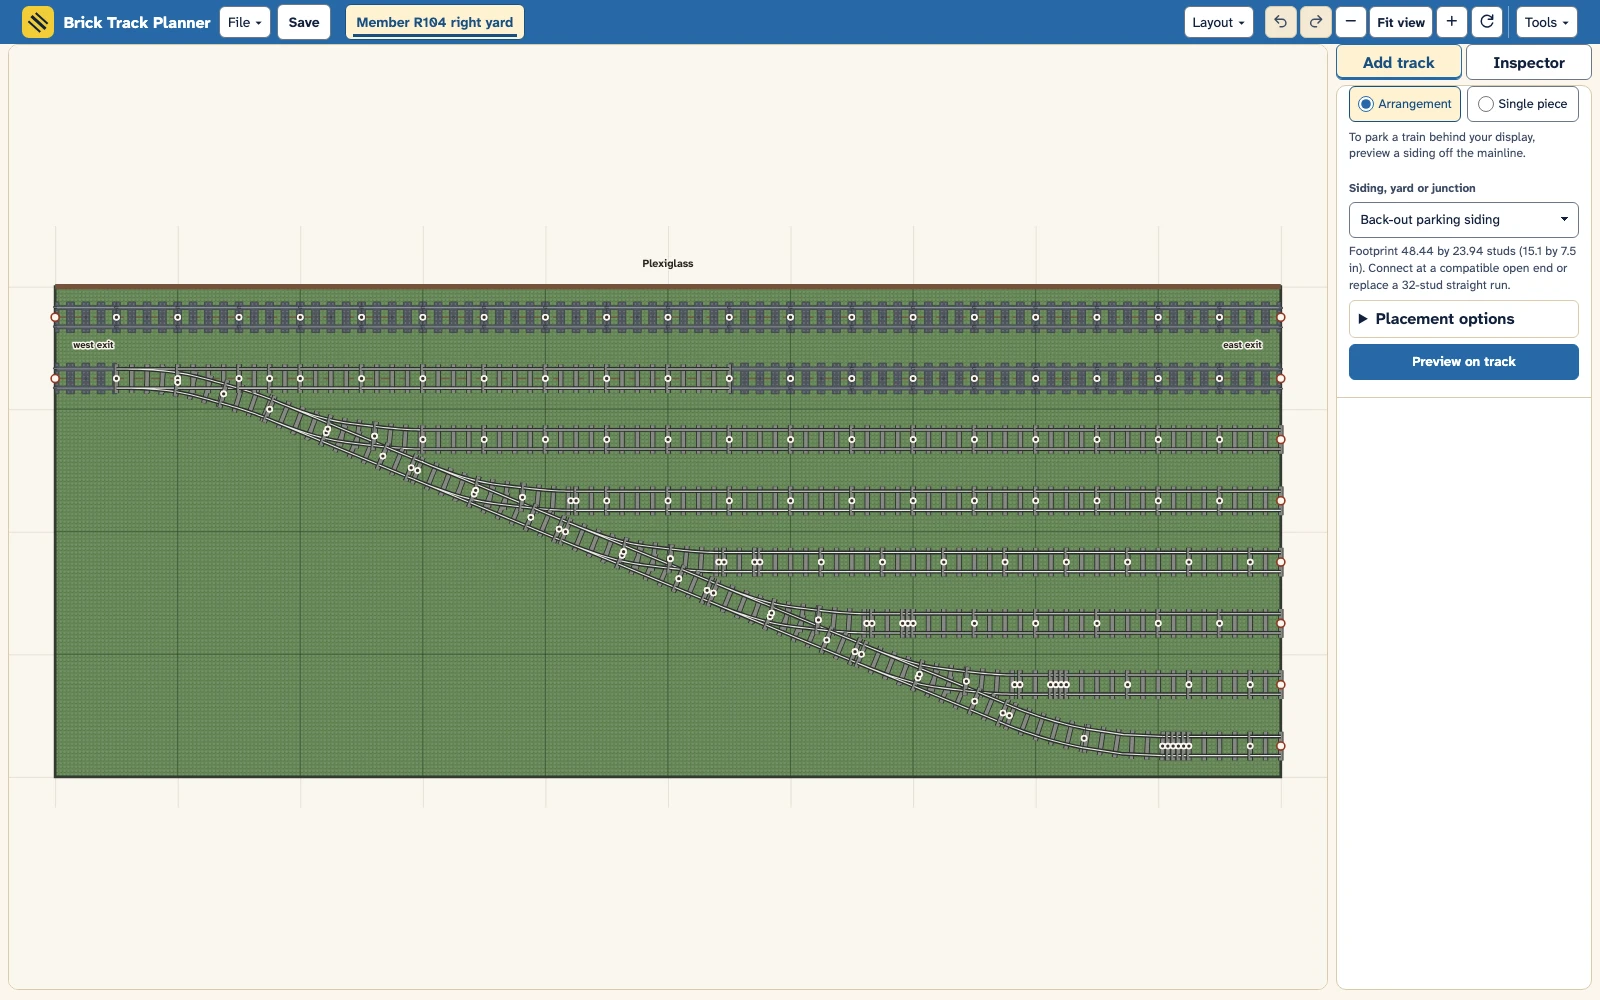 Brick Track Planner
File
Save
Member R104 right yard
Layout
Fit view
Tools
Add track
Inspector
Arrangement
Single piece
To park a train behind your display,
preview a siding off the mainline.
Siding, yard or junction
Back-out parking siding
Footprint 48.44 by 23.94 studs (15.1 by 7.5
in). Connect at a compatible open end or
replace a 32-stud straight run.
Placement options
Preview on track
Plexiglass
west exit
east exit